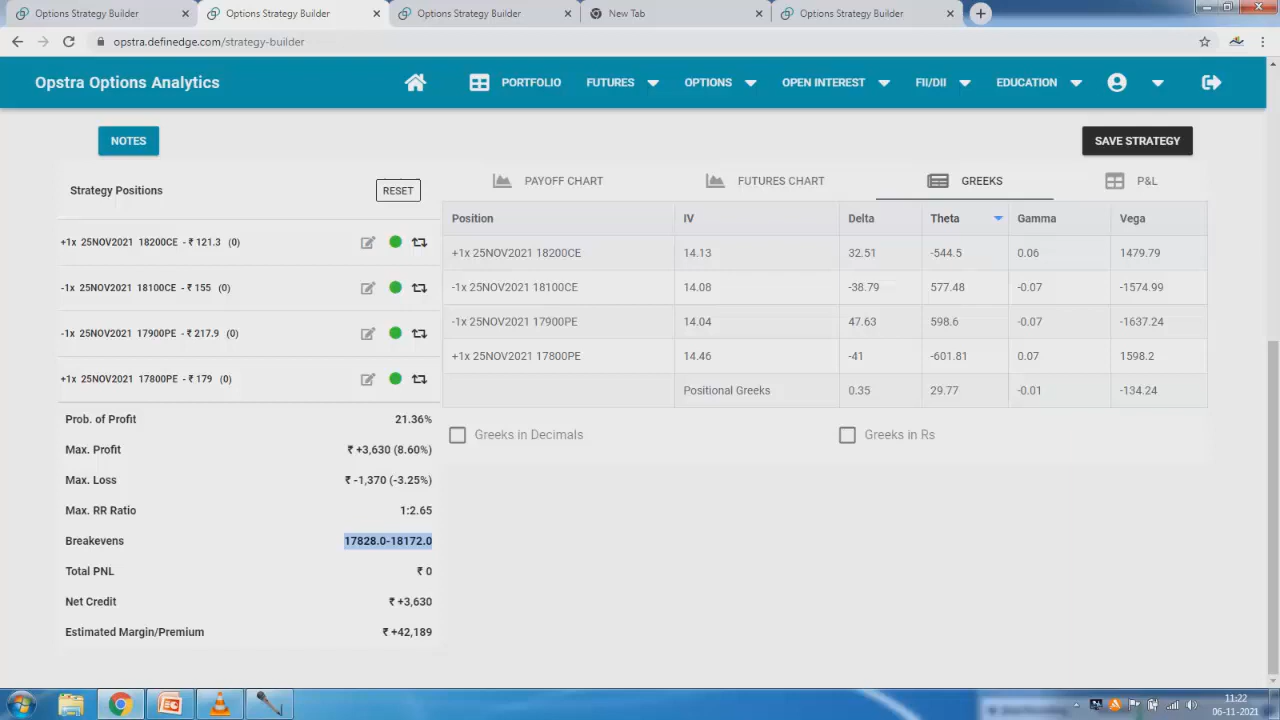 Options Strategy Builder
Options Strategy Builder
Options Strategy Builder
New Tab
Options Strategy Builder
opstra.definedge.com/strategy-builder
Opstra Options Analytics
PORTFOLIO
FUTURES
OPTIONS
OPEN INTEREST
FII/DII
EDUCATION
NOTES
SAVE STRATEGY
Strategy Positions
RESET
+1x 25NOV2021 18200CE - ₹ 121.3 (0)
-1x 25NOV2021 18100CE - ₹ 155 (0)
-1x 25NOV2021 17900PE - ₹ 217.9 (0)
+1x 25NOV2021 17800PE - ₹ 179 (0)
Prob. of Profit 21.36%
Max. Profit ₹ +3,630 (8.60%)
Max. Loss ₹ -1,370 (-3.25%)
Max. RR Ratio 1:2.65
Breakevens 17828.0-18172.0
Total PNL ₹ 0
Net Credit ₹ +3,630
Estimated Margin/Premium ₹ +42,189
PAYOFF CHART
FUTURES CHART
GREEKS
P&L
Position IV Delta Theta Gamma Vega
+1x 25NOV2021 18200CE 14.13 32.51 -544.5 0.06 1479.79
-1x 25NOV2021 18100CE 14.08 -38.79 577.48 -0.07 -1574.99
-1x 25NOV2021 17900PE 14.04 47.63 598.6 -0.07 -1637.24
+1x 25NOV2021 17800PE 14.46 -41 -601.81 0.07 1598.2
Positional Greeks 0.35 29.77 -0.01 -134.24
Greeks in Decimals
Greeks in Rs
11:22
06-11-2021